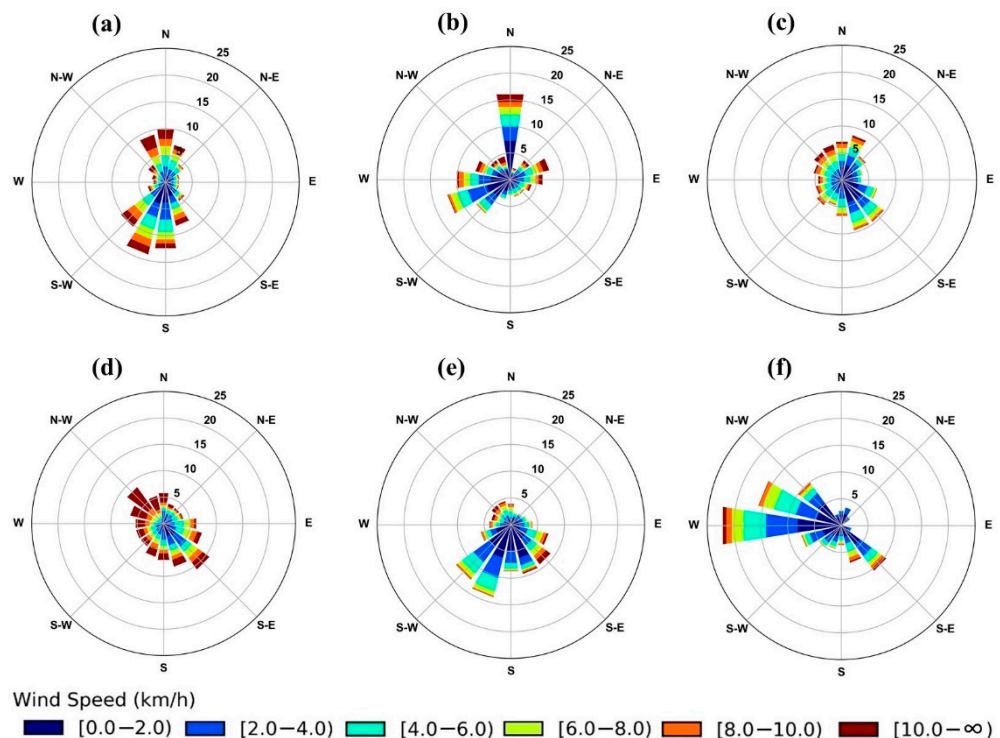 (a) (b) (c)
N N N
25 25 25
N-W N-E N-W N-E N-W N-E
20 20 20
15 15 15
10 10 10
5 5
W E W E W E
S-W S-E S-W S-E S-W S-E
S S S
(d) (e) (f)
N N N
25 25 25
N-W N-E N-W N-E N-W N-E
20 20 20
15 15 15
10 10 10
5 5 5
W E W E W E
S-W S-E S-W S-E S-W S-E
S S S
Wind Speed (km/h)
[0.0−2.0) [2.0−4.0) [4.0−6.0) [6.0−8.0) [8.0−10.0) [10.0−∞)